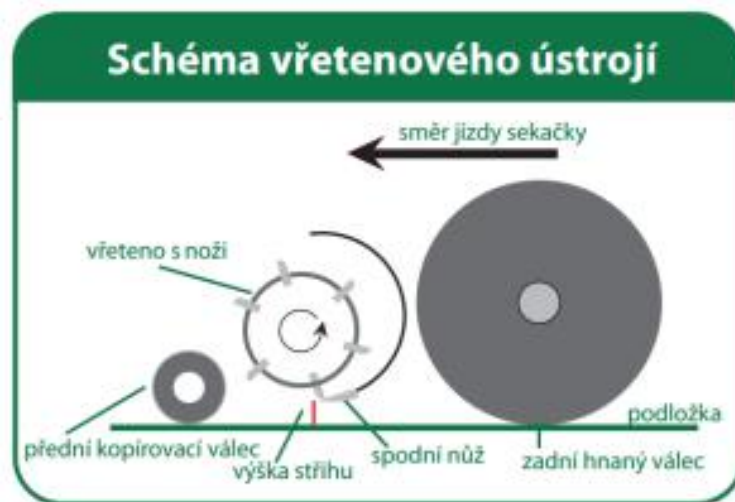 Schéma vřetenového ústrojí
směr jízdy sekačky
vřeteno s noži
podložka
přední kopírovací válec
výška střihu
spodní nůž
zadní hnaný válec